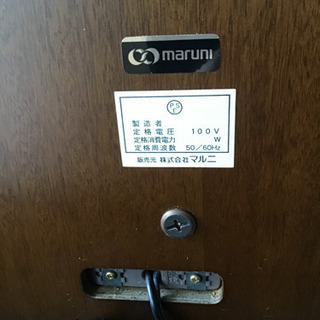 maruni
PS
E
製造者
定格電圧 100V
定格消費電力 W
定格周波数 50/60Hz
販売元 株式会社マルニ